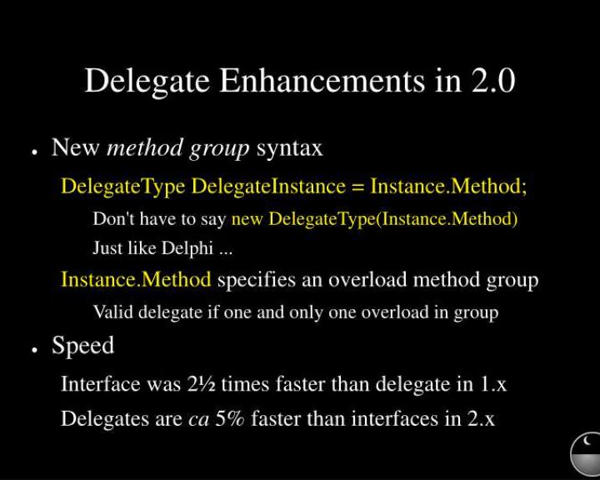 Delegate Enhancements in 2.0
• New method group syntax
DelegateType DelegateInstance = Instance.Method;
Don't have to say new DelegateType(Instance.Method)
Just like Delphi ...
Instance.Method specifies an overload method group
Valid delegate if one and only one overload in group
• Speed
Interface was 2½ times faster than delegate in 1.x
Delegates are ca 5% faster than interfaces in 2.x